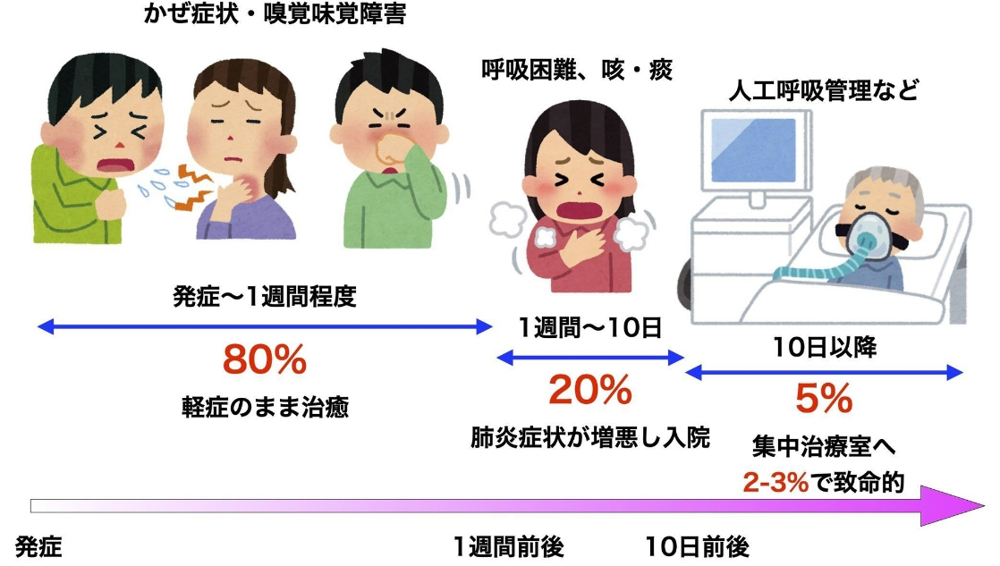 かぜ症状・嗅覚味覚障害
呼吸困難、咳・痰
人工呼吸管理など
発症〜1週間程度
80%
軽症のまま治癒
1週間〜10日
20%
肺炎症状が増悪し入院
10日以降
5%
集中治療室へ
2-3%で致命的
発症
1週間前後
10日前後